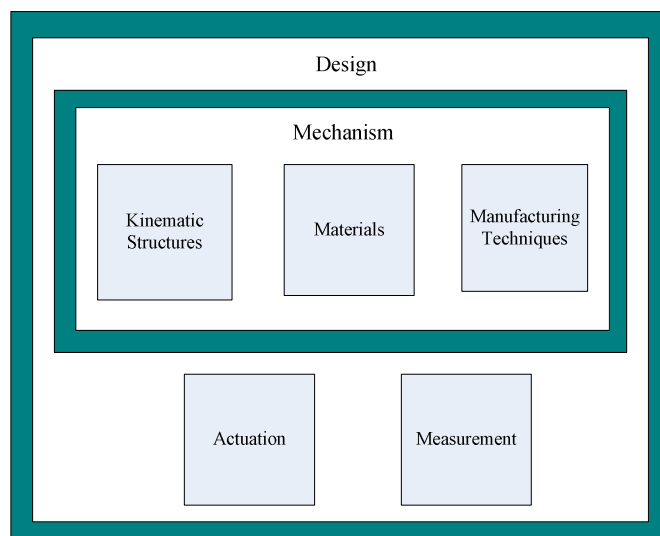 Design
Mechanism
Kinematic
Structures
Materials
Manufacturing
Techniques
Actuation
Measurement